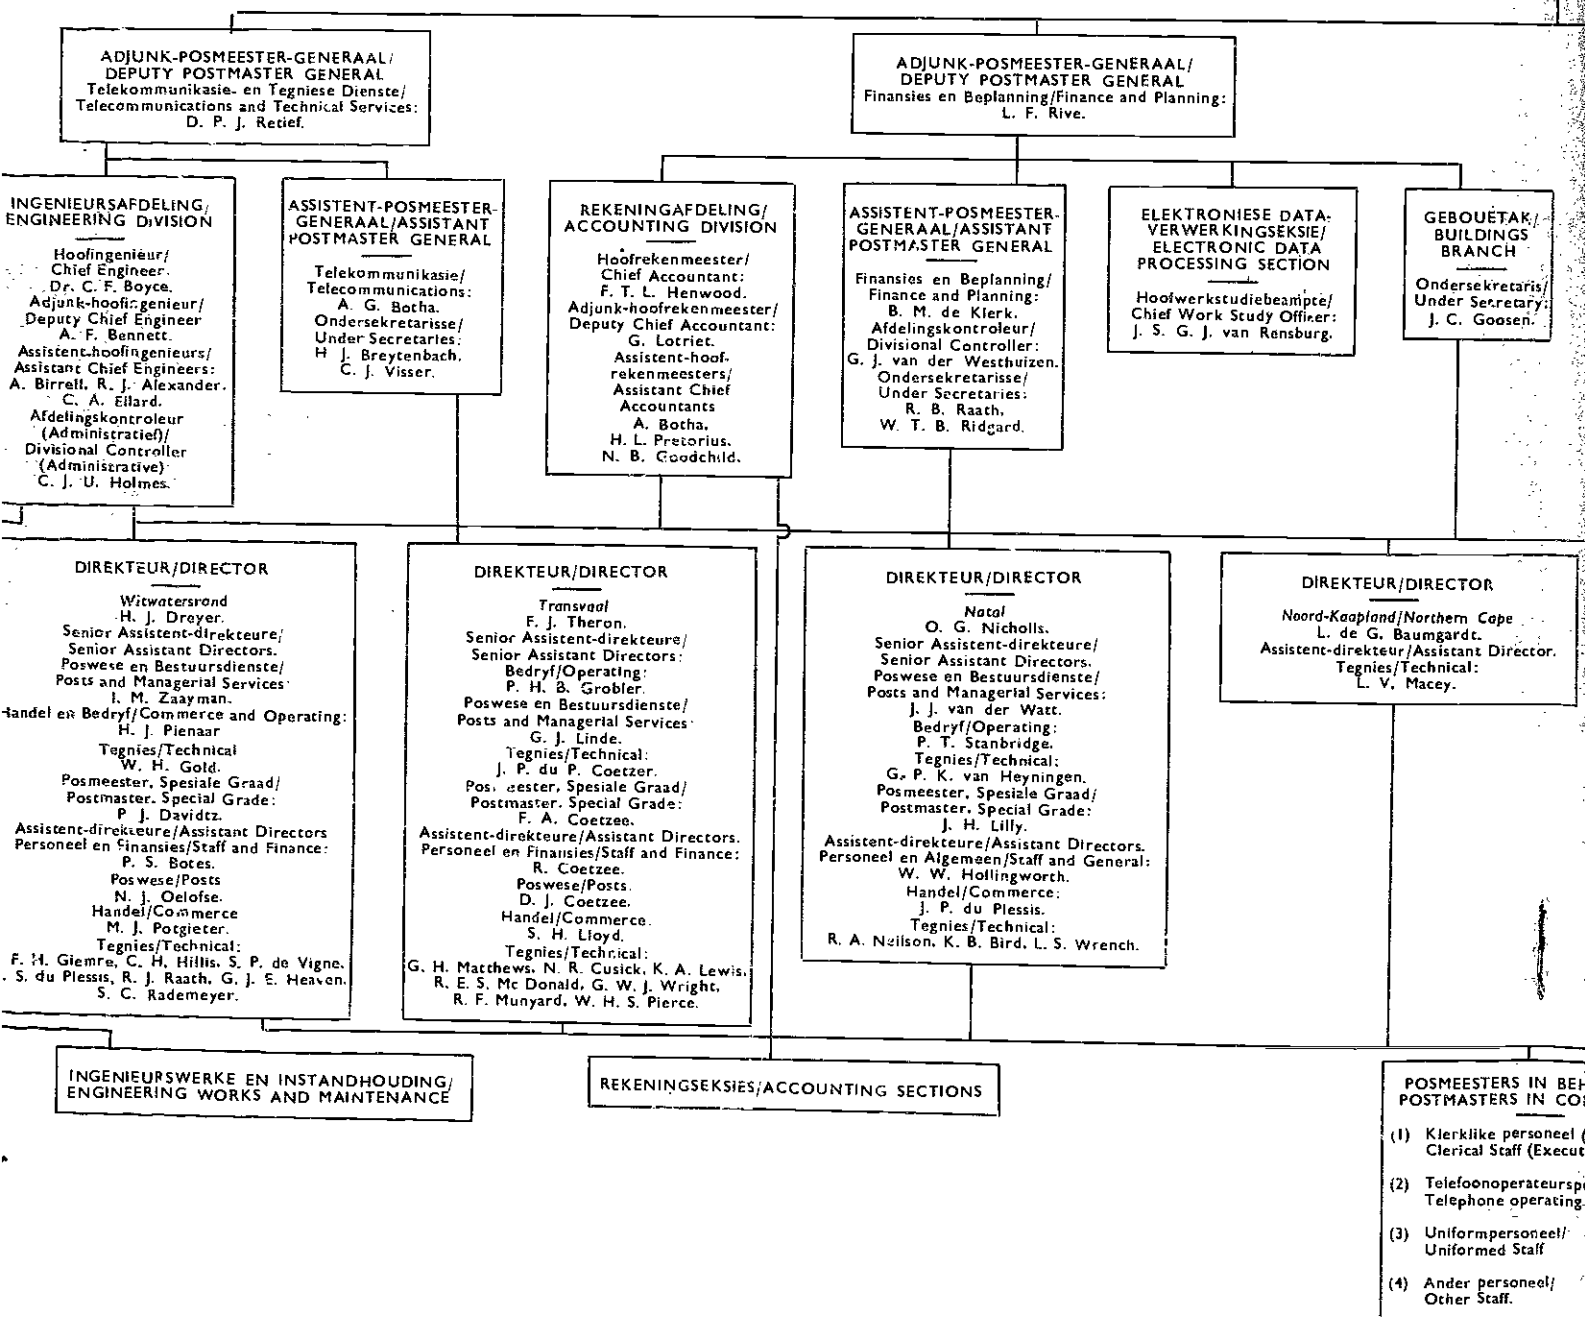 ADJUNK-POSMEESTER-GENERAAL/
DEPUTY POSTMASTER GENERAL
Telekommunikasie- en Tegniese Dienste/
Telecommunications and Technical Services:
D. P. J. Retief.
ADJUNK-POSMEESTER-GENERAAL/
DEPUTY POSTMASTER GENERAL
Finansies en Beplanning/Finance and Planning:
L. F. Rive.
INGENIEURSAFDELING/
ENGINEERING DIVISION
Hoofingenieur/
Chief Engineer.
Dr. C. F. Boyce.
Adjunk-hoofingenieur/
Deputy Chief Engineer
A. F. Bennett.
Assistent-hoofingenieurs/
Assistant Chief Engineers:
A. Birrell, R. J. Alexander.
C. A. Ellard.
Afdelingskontroleur
(Administratief)/
Divisional Controller
(Administrative)
C. J. U. Holmes.
ASSISTENT-POSMEESTER-
GENERAAL/ASSISTANT
POSTMASTER GENERAL
Telekommunikasie/
Telecommunications:
A. G. Botha.
Ondersekretarisse/
Under Secretaries:
H J. Breytenbach.
C. J. Visser.
REKENINGAFDELING/
ACCOUNTING DIVISION
Hoofrekenmeester/
Chief Accountant:
F. T. L. Henwood.
Adjunk-hoofrekenmeester/
Deputy Chief Accountant:
G. Lotriet.
Assistent-hoof-
rekenmeesters/
Assistant Chief
Accountants
A. Botha.
H. L. Pretorius.
N. B. Goodchild.
ASSISTENT-POSMEESTER-
GENERAAL/ASSISTANT
POSTMASTER GENERAL
Finansies en Beplanning/
Finance and Planning:
B. M. de Klerk.
Afdelingskontroleur/
Divisional Controller:
G. J. van der Westhuizen.
Ondersekretarisse/
Under Secretaries:
R. B. Raath.
W. T. B. Ridgard.
ELEKTRONIESE DATA-
VERWERKINGSEKSIE/
ELECTRONIC DATA
PROCESSING SECTION
Hoofwerkstudiebeampte/
Chief Work Study Officer:
J. S. G. J. van Rensburg.
GEBOUETAK/
BUILDINGS
BRANCH
Ondersekretaris/
Under Secretary:
J. C. Goosen.
DIREKTEUR/DIRECTOR
Witwatersrand
H. J. Dreyer.
Senior Assistent-direkteure/
Senior Assistant Directors.
Poswese en Bestuursdienste/
Posts and Managerial Services
I. M. Zaayman.
Handel en Bedryf/Commerce and Operating:
H. J. Pienaar
Tegnies/Technical
W. H. Gold.
Posmeester, Spesiale Graad/
Postmaster. Special Grade:
P J. Davidtz.
Assistent-direkteure/Assistant Directors
Personeel en Finansies/Staff and Finance:
P. S. Botes.
Poswese/Posts
N. J. Oelofse.
Handel/Commerce
M. J. Potgieter.
Tegnies/Technical:
F. H. Giemre, C. H. Hillis, S. P. de Vigne.
. S. du Plessis, R. J. Raath, G. J. E. Heaven.
S. C. Rademeyer.
DIREKTEUR/DIRECTOR
Transvaal
F. J. Theron.
Senior Assistent-direkteure/
Senior Assistant Directors:
Bedryf/Operating:
P. H. B. Grobler.
Poswese en Bestuursdienste/
Posts and Managerial Services
G. J. Linde.
Tegnies/Technical:
J. P. du P. Coetzer.
Pos eester, Spesiale Graad/
Postmaster. Special Grade:
F. A. Coetzee.
Assistent-direkteure/Assistant Directors.
Personeel en Finansies/Staff and Finance:
R. Coetzee.
Poswese/Posts.
D. J. Coetzee.
Handel/Commerce.
S. H. Lloyd.
Tegnies/Technical:
G. H. Matthews, N. R. Cusick, K. A. Lewis,
R. E. S. Mc Donald, G. W. J. Wright,
R. F. Munyard, W. H. S. Pierce.
DIREKTEUR/DIRECTOR
Natal
O. G. Nicholls.
Senior Assistent-direkteure/
Senior Assistant Directors.
Poswese en Bestuursdienste/
Posts and Managerial Services:
J. J. van der Watt.
Bedryf/Operating:
P. T. Stanbridge.
Tegnies/Technical:
G. P. K. van Heyningen.
Posmeester, Spesiale Graad/
Postmaster, Special Grade:
J. H. Lilly.
Assistent-direkteure/Assistant Directors.
Personeel en Algemeen/Staff and General:
W. W. Hollingworth.
Handel/Commerce:
J. P. du Plessis.
Tegnies/Technical:
R. A. Neilson, K. B. Bird, L. S. Wrench.
DIREKTEUR/DIRECTOR
Noord-Kaapland/Northern Cape
L. de G. Baumgardt.
Assistent-direkteur/Assistant Director.
Tegnies/Technical:
L. V. Macey.
INGENIEURSWERKE EN INSTANDHOUDING/
ENGINEERING WORKS AND MAINTENANCE
REKENINGSEKSIES/ACCOUNTING SECTIONS
POSMEESTERS IN BEH
POSTMASTERS IN CO
(1) Klerklike personeel (
Clerical Staff (Execut
(2) Telefoonoperateurspe
Telephone operating
(3) Uniformpersoneel/
Uniformed Staff
(4) Ander personeel/
Other Staff.